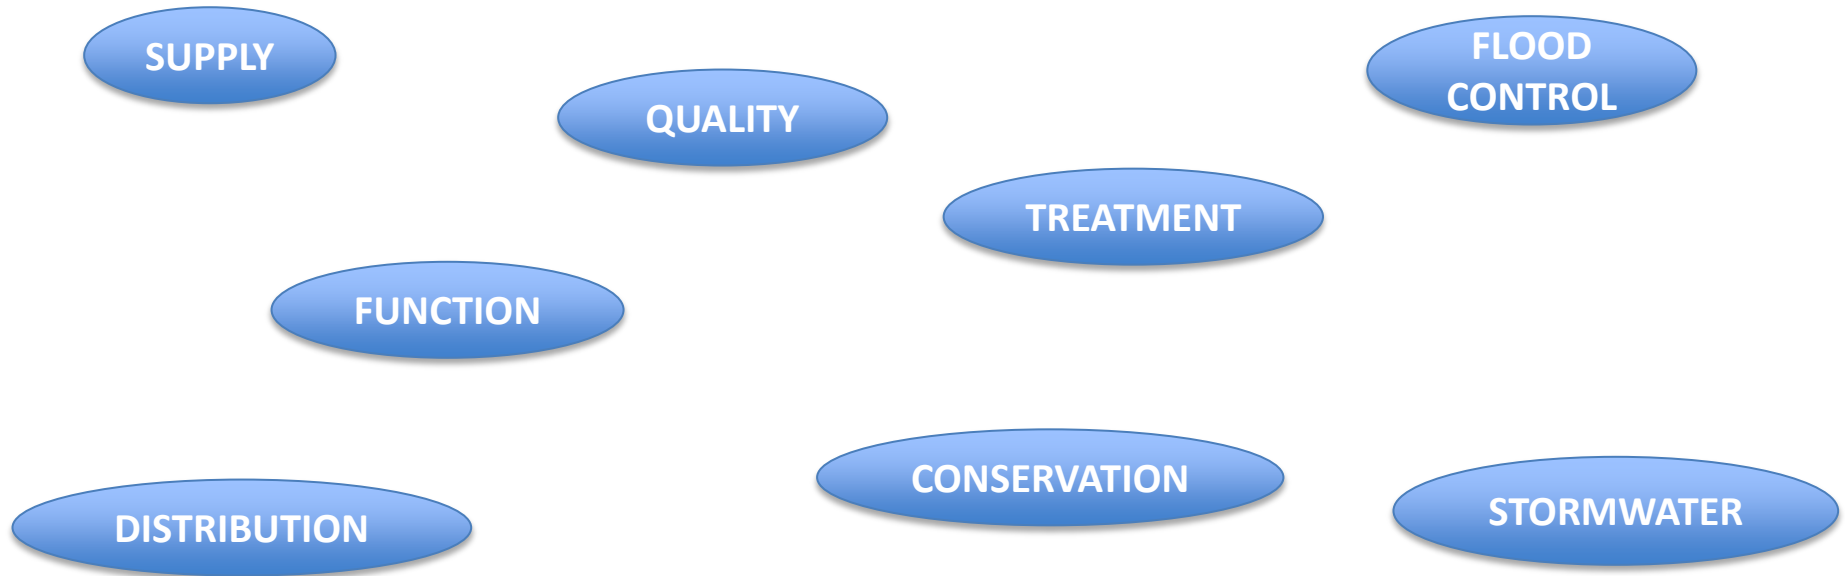 SUPPLY
FLOOD
CONTROL
QUALITY
TREATMENT
FUNCTION
CONSERVATION
STORMWATER
DISTRIBUTION